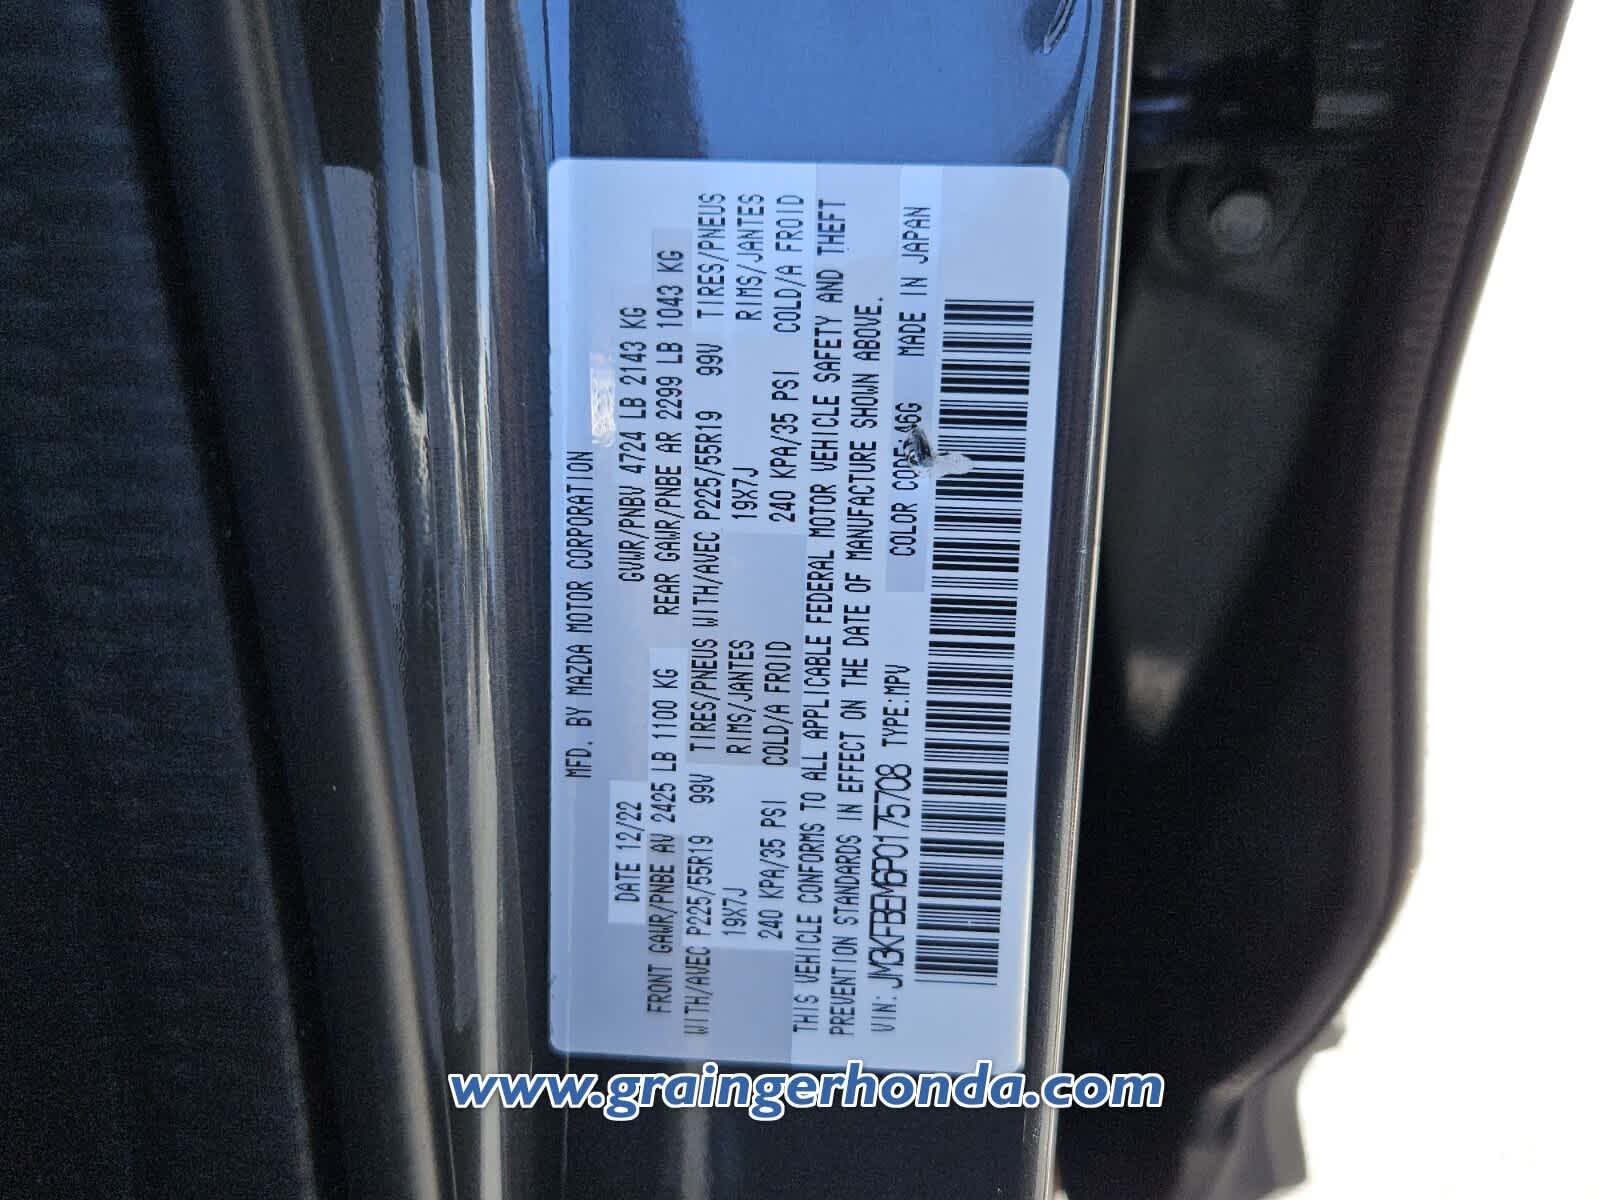 MFD. BY MAZDA MOTOR CORPORATION
DATE 12/22 GVWR/PNBV 4724 LB 2143 KG
FRONT GAWR/PNBE AV 2425 LB 1100 KG REAR GAWR/PNBE AR 2299 LB 1043 KG
WITH/AVEC P225/55R19 99V TIRES/PNEUS WITH/AVEC P225/55R19 99V TIRES/PNEUS
19X7J RIMS/JANTES 19X7J RIMS/JANTES
240 KPA/35 PSI COLD/A FROID 240 KPA/35 PSI COLD/A FROID
THIS VEHICLE CONFORMS TO ALL APPLICABLE FEDERAL MOTOR VEHICLE SAFETY AND THEFT
PREVENTION STANDARDS IN EFFECT ON THE DATE OF MANUFACTURE SHOWN ABOVE.
VIN: JM3KFBEM6P0175708 TYPE:MPV COLOR CODE:46G MADE IN JAPAN
www.graingerhonda.com